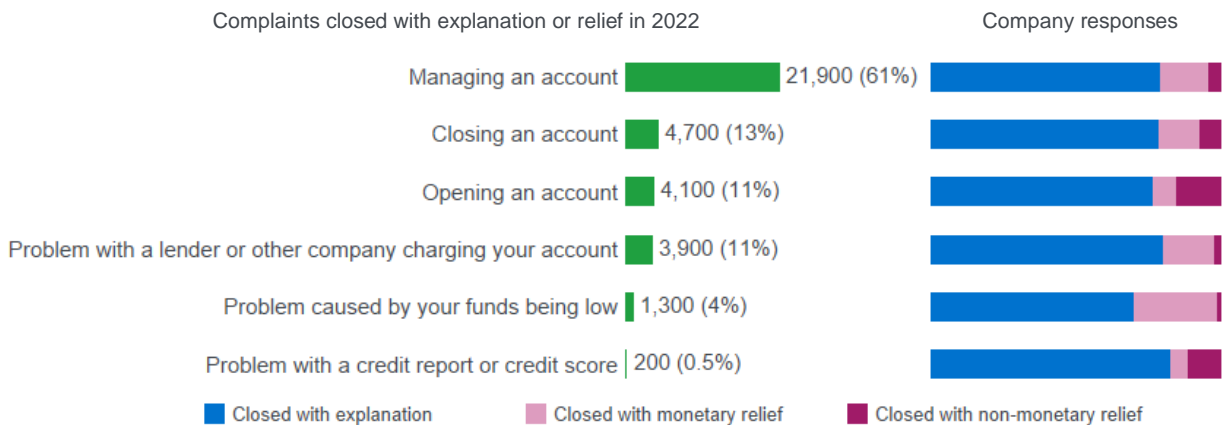 Complaints closed with explanation or relief in 2022
Company responses
Managing an account 21,900 (61%)
Closing an account 4,700 (13%)
Opening an account 4,100 (11%)
Problem with a lender or other company charging your account 3,900 (11%)
Problem caused by your funds being low 1,300 (4%)
Problem with a credit report or credit score 200 (0.5%)
Closed with explanation Closed with monetary relief Closed with non-monetary relief